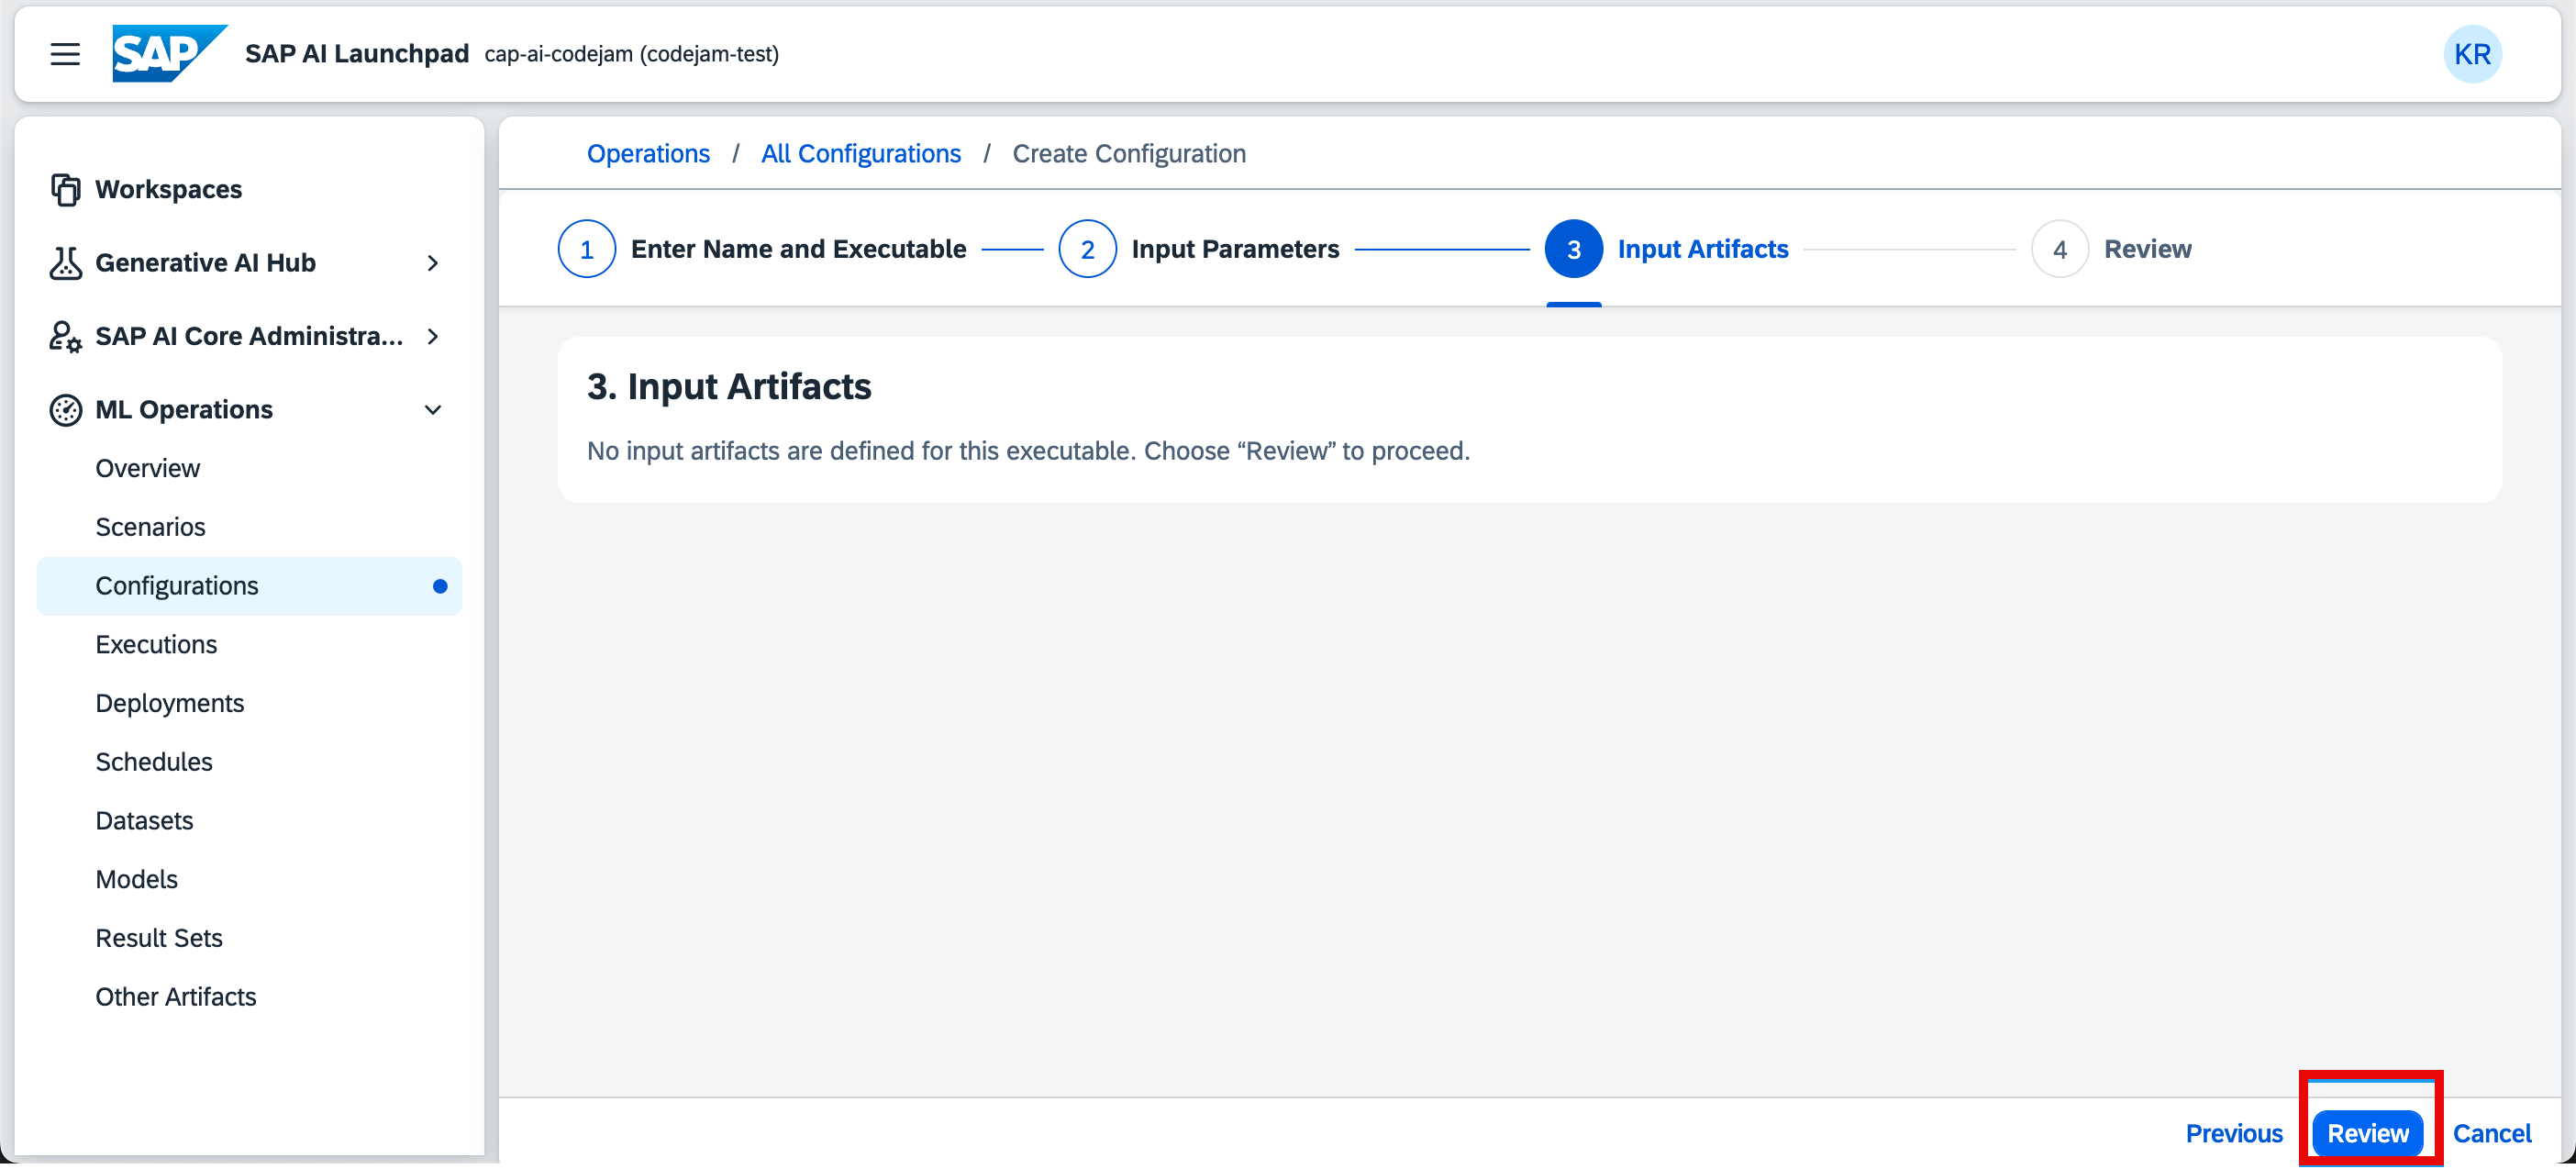 SAP SAP AI Launchpad cap-ai-codejam (codejam-test) KR
Workspaces
Generative AI Hub
SAP AI Core Administra...
ML Operations
Overview
Scenarios
Configurations
Executions
Deployments
Schedules
Datasets
Models
Result Sets
Other Artifacts
Operations / All Configurations / Create Configuration
1 Enter Name and Executable 2 Input Parameters 3 Input Artifacts 4 Review
3. Input Artifacts
No input artifacts are defined for this executable. Choose “Review” to proceed.
Previous Review Cancel